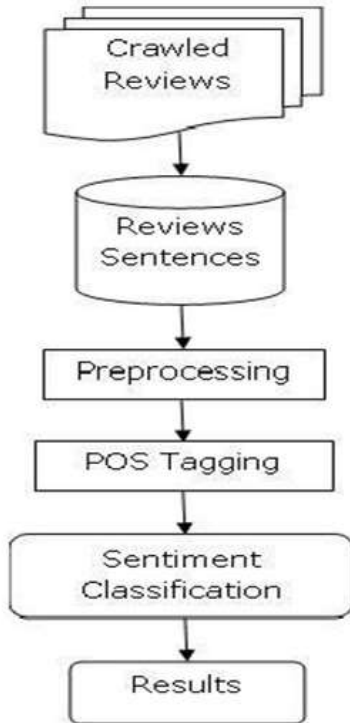 Crawled
Reviews
Reviews
Sentences
Preprocessing
POS Tagging
Sentiment
Classification
Results